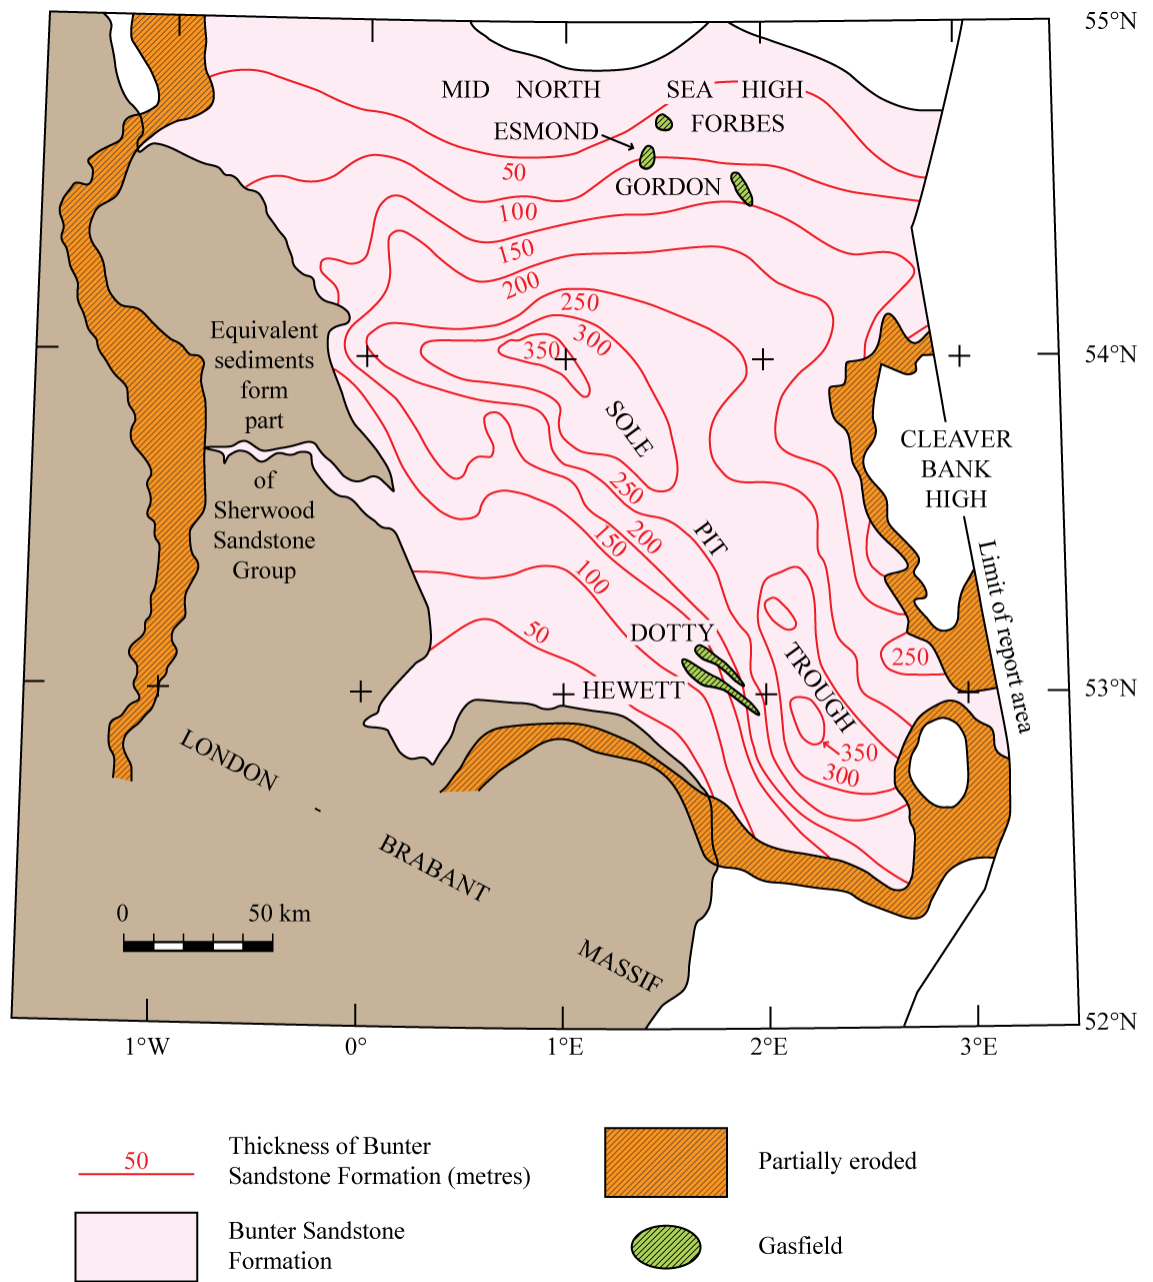 55°N
MID NORTH SEA HIGH
FORBES
ESMOND
50
GORDON
100
150
200
250
300
350
Equivalent
sediments
form
part
54°N
SOLE
CLEAVER
BANK
HIGH
of
Sherwood
Sandstone
Group
250
200
150
PIT
100
Limit of report area
50
DOTTY
TROUGH
250
HEWETT
53°N
350
300
LONDON
-
BRABANT
MASSIF
0 50 km
52°N
1°W 0° 1°E 2°E 3°E
50
Thickness of Bunter
Sandstone Formation (metres)
Partially eroded
Bunter Sandstone
Formation
Gasfield